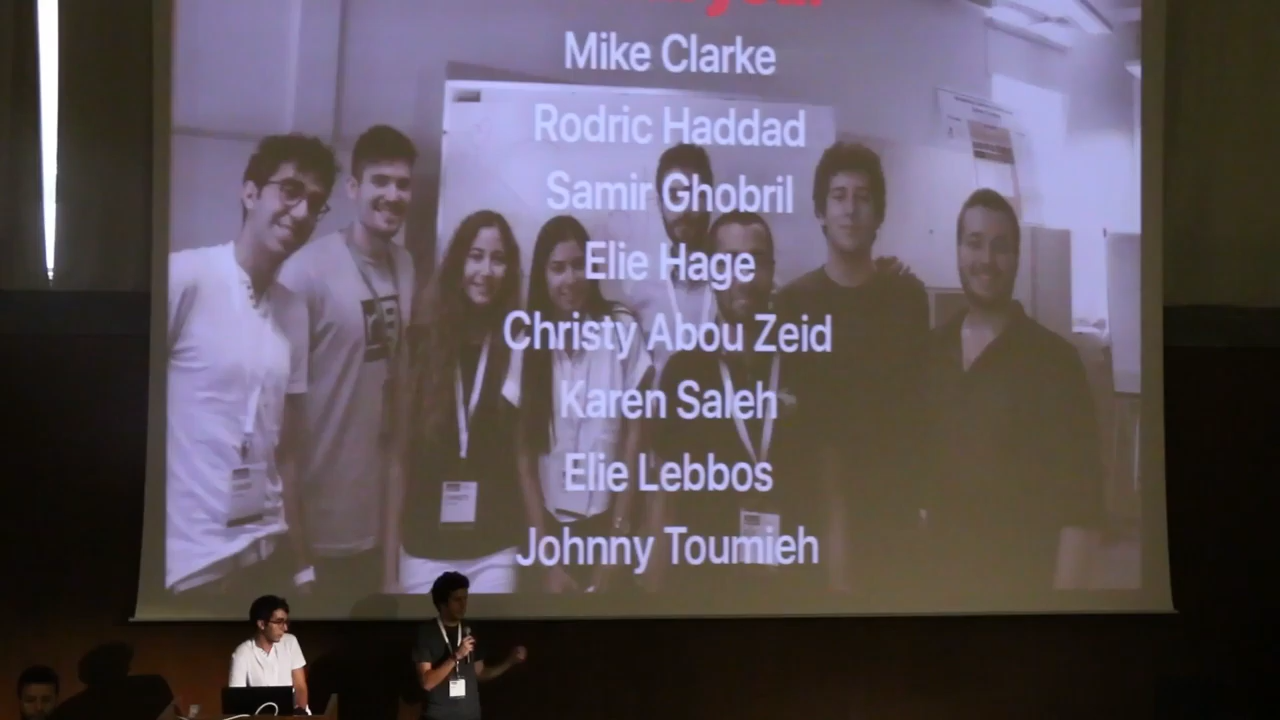 Mike Clarke
Rodric Haddad
Samir Ghobril
Elie Hage
Christy Abou Zeid
Karen Saleh
Elie Lebbos
Johnny Toumieh